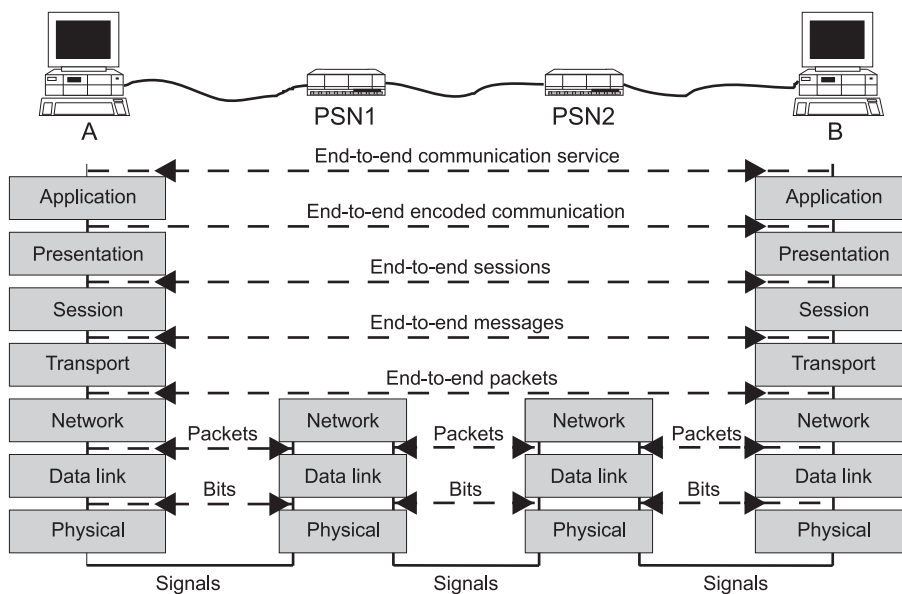 A
PSN1
PSN2
B
End-to-end communication service
Application
Application
End-to-end encoded communication
Presentation
Presentation
End-to-end sessions
Session
Session
End-to-end messages
Transport
Transport
End-to-end packets
Network
Network
Network
Network
Packets
Packets
Packets
Data link
Data link
Data link
Data link
Bits
Bits
Bits
Physical
Physical
Physical
Physical
Signals
Signals
Signals